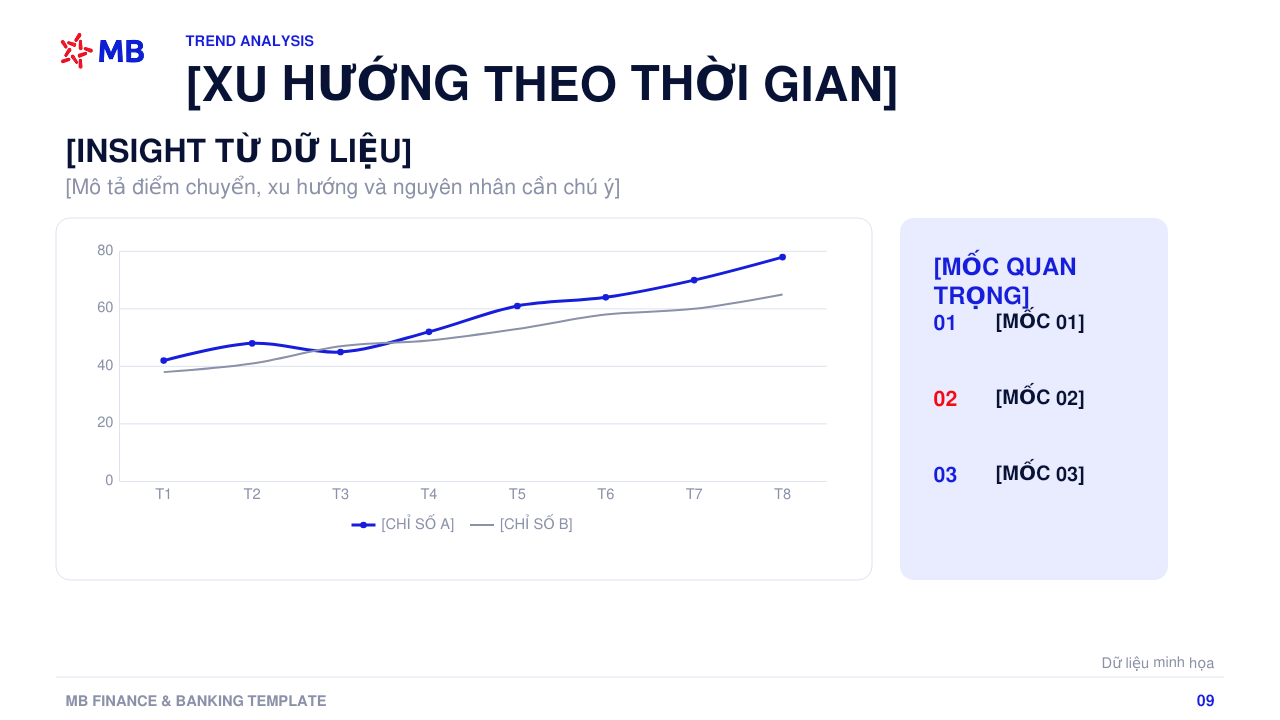 MB
TREND ANALYSIS
[XU HƯỚNG THEO THỜI GIAN]
[INSIGHT TỪ DỮ LIỆU]
[Mô tả điểm chuyển, xu hướng và nguyên nhân cần chú ý]
80
60
40
20
0
T1 T2 T3 T4 T5 T6 T7 T8
[CHỈ SỐ A] [CHỈ SỐ B]
[MỐC QUAN
TRỌNG]
01 [MỐC 01]
02 [MỐC 02]
03 [MỐC 03]
Dữ liệu minh họa
MB FINANCE & BANKING TEMPLATE
09